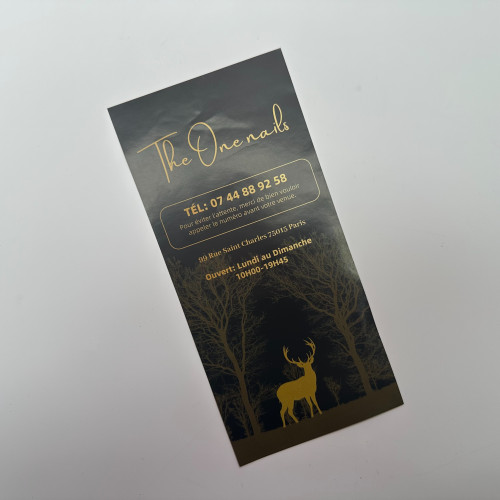 The One nails
TÉL: 07 44 88 92 58
Pour éviter l'attente, merci de bien vouloir
appeler le numéro avant votre venue.
99 Rue Saint Charles 75015 Paris
Ouvert: Lundi au Dimanche
10H00-19H45